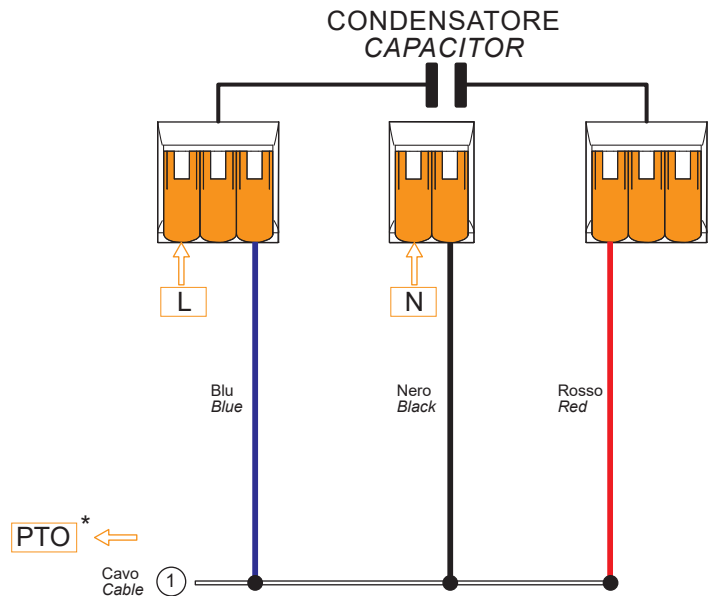 CONDENSATORE
CAPACITOR
L
N
Blu
Blue
Nero
Black
Rosso
Red
PTO *
Cavo
Cable
1